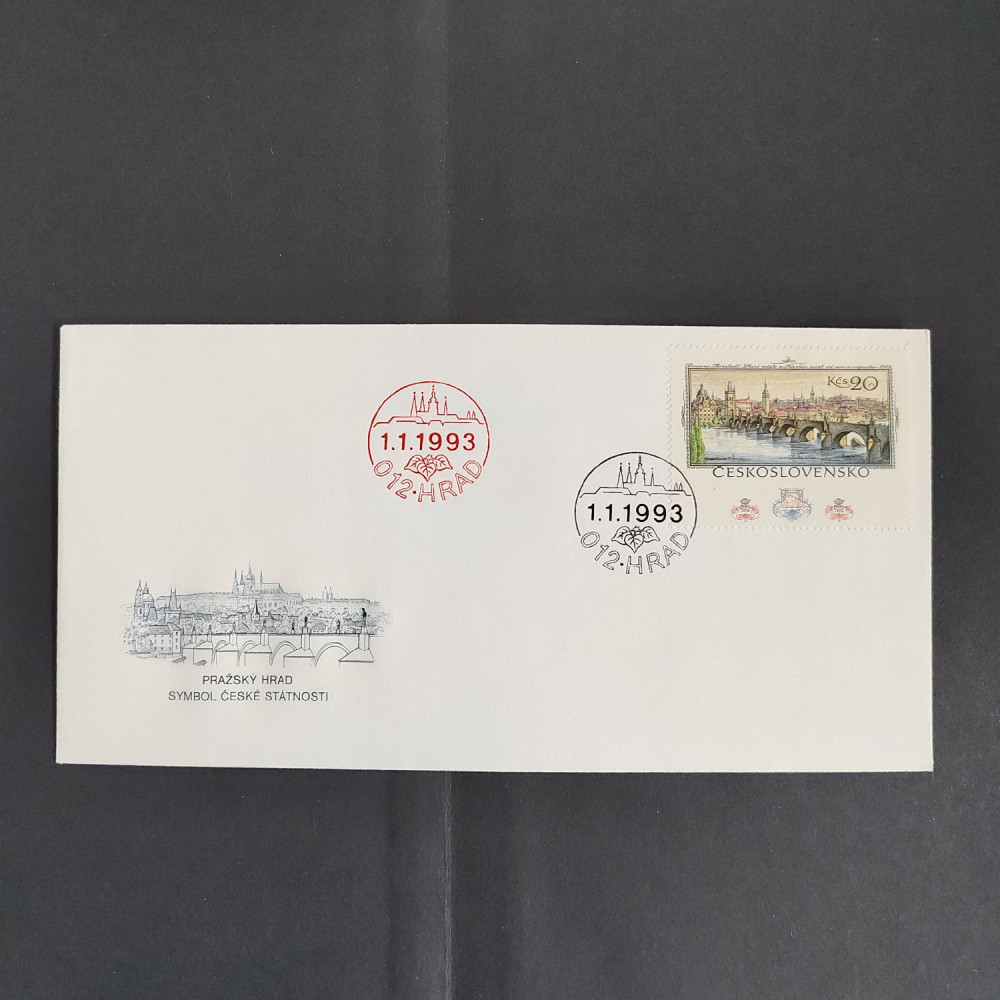 Kčs 20
ČESKOSLOVENSKO
1.1.1993
012·HRAD
1.1.1993
012·HRAD
PRAŽSKÝ HRAD
SYMBOL ČESKÉ STÁTNOSTI